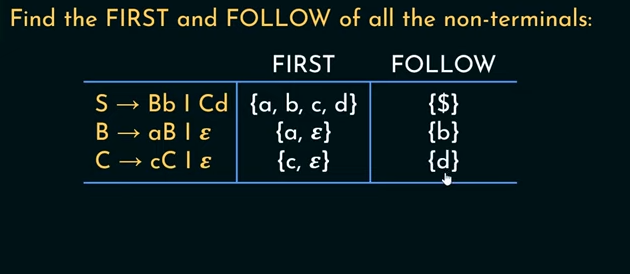 Find the FIRST and FOLLOW of all the non-terminals:
FIRST FOLLOW
S → Bb | Cd {a, b, c, d} {$}
B → aB | ε {a, ε} {b}
C → cC | ε {c, ε} {d}